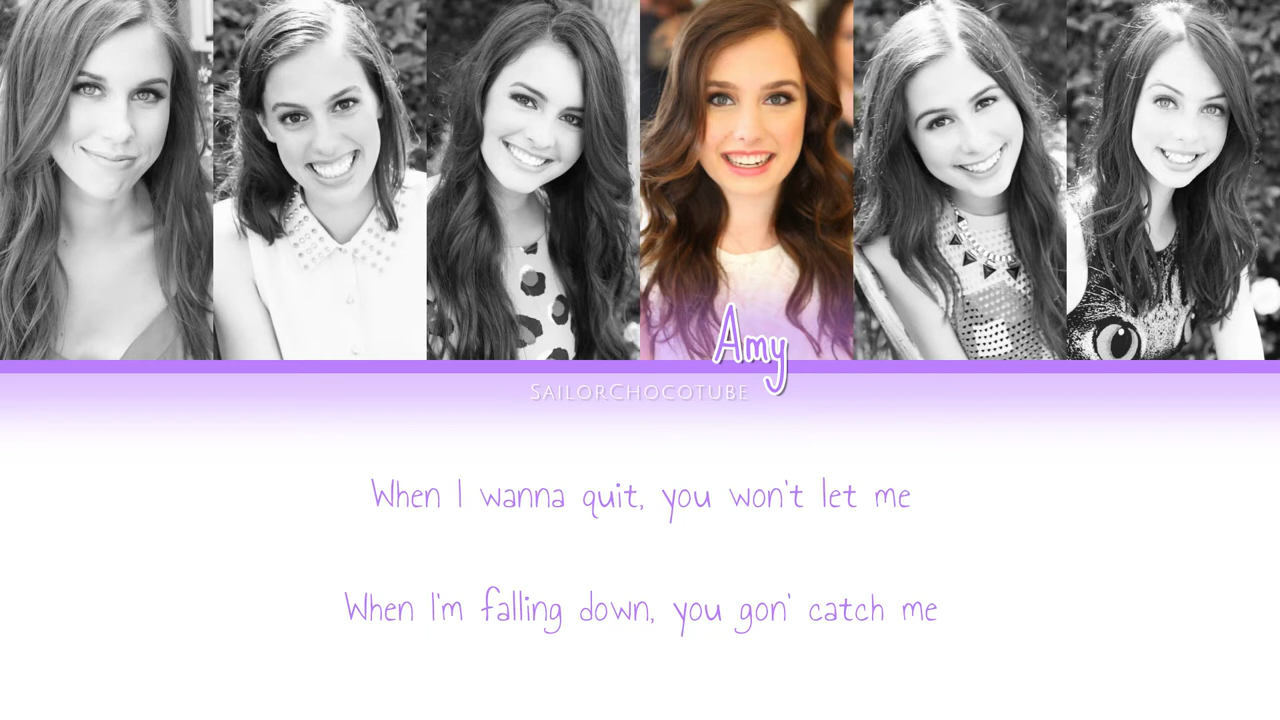 Amy
SailorChocotube
When I wanna quit, you won't let me
When I'm falling down, you gon' catch me